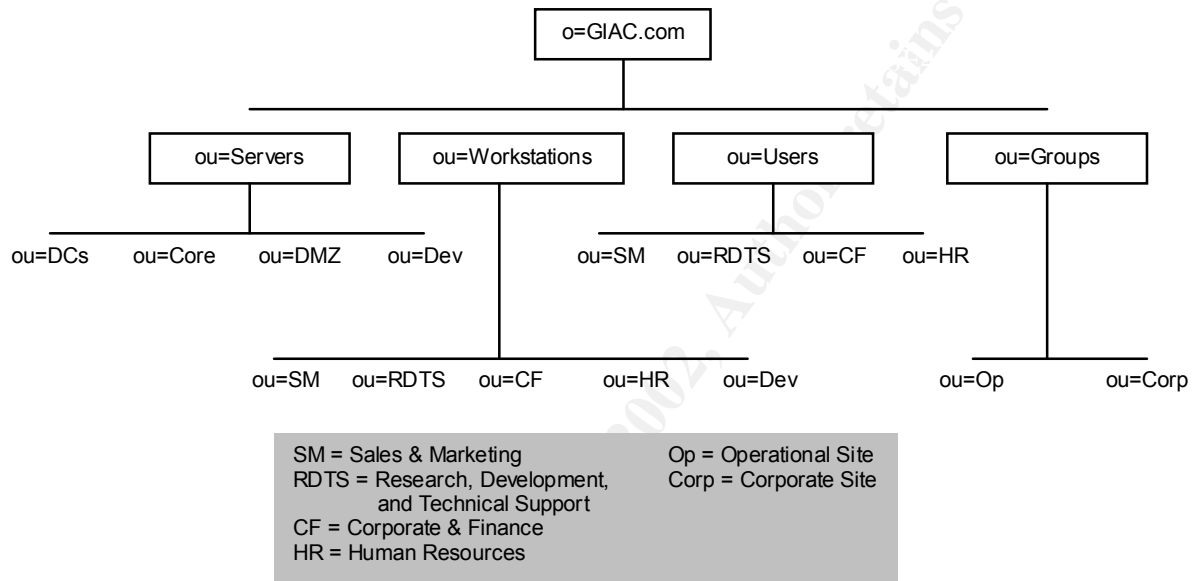 o=GIAC.com
ou=Servers ou=Workstations ou=Users ou=Groups
ou=DCs ou=Core ou=DMZ ou=Dev ou=SM ou=RDTS ou=CF ou=HR
ou=SM ou=RDTS ou=CF ou=HR ou=Dev ou=Op ou=Corp
SM = Sales & Marketing
RDTS = Research, Development,
and Technical Support
CF = Corporate & Finance
HR = Human Resources
Op = Operational Site
Corp = Corporate Site
2002, Author retains